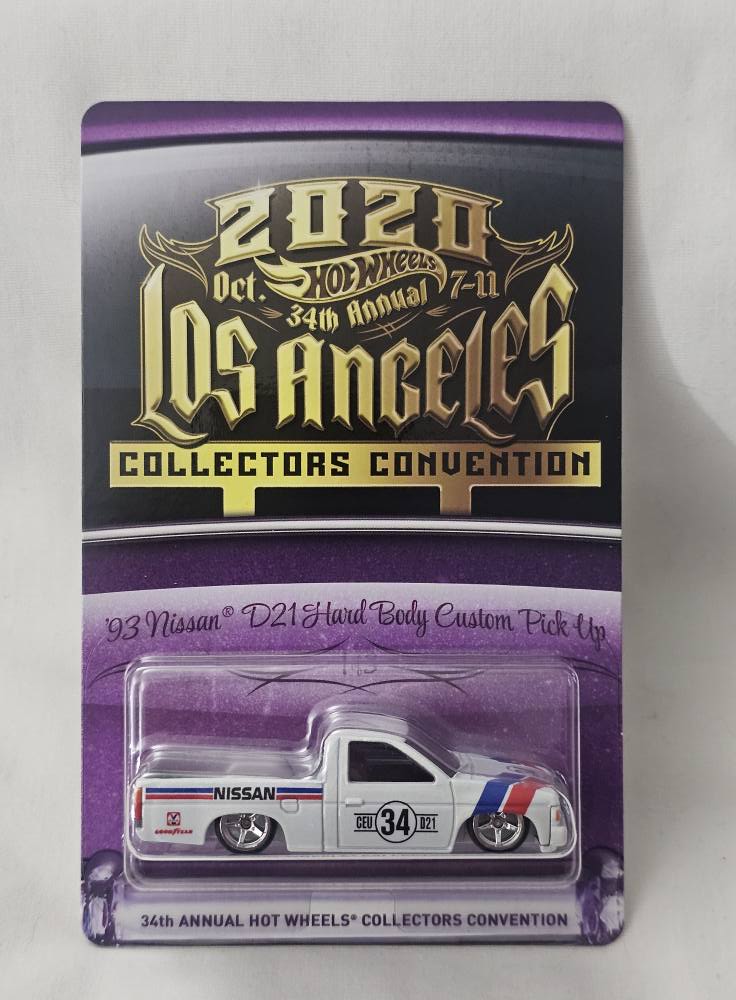 2020
Oct. HOT WHEELS 7-11
34th Annual
LOS ANGELES
COLLECTORS CONVENTION
'93 Nissan® D21 Hard Body Custom Pick Up
NISSAN
GOODYEAR
CEU 34 D21
34th ANNUAL HOT WHEELS® COLLECTORS CONVENTION